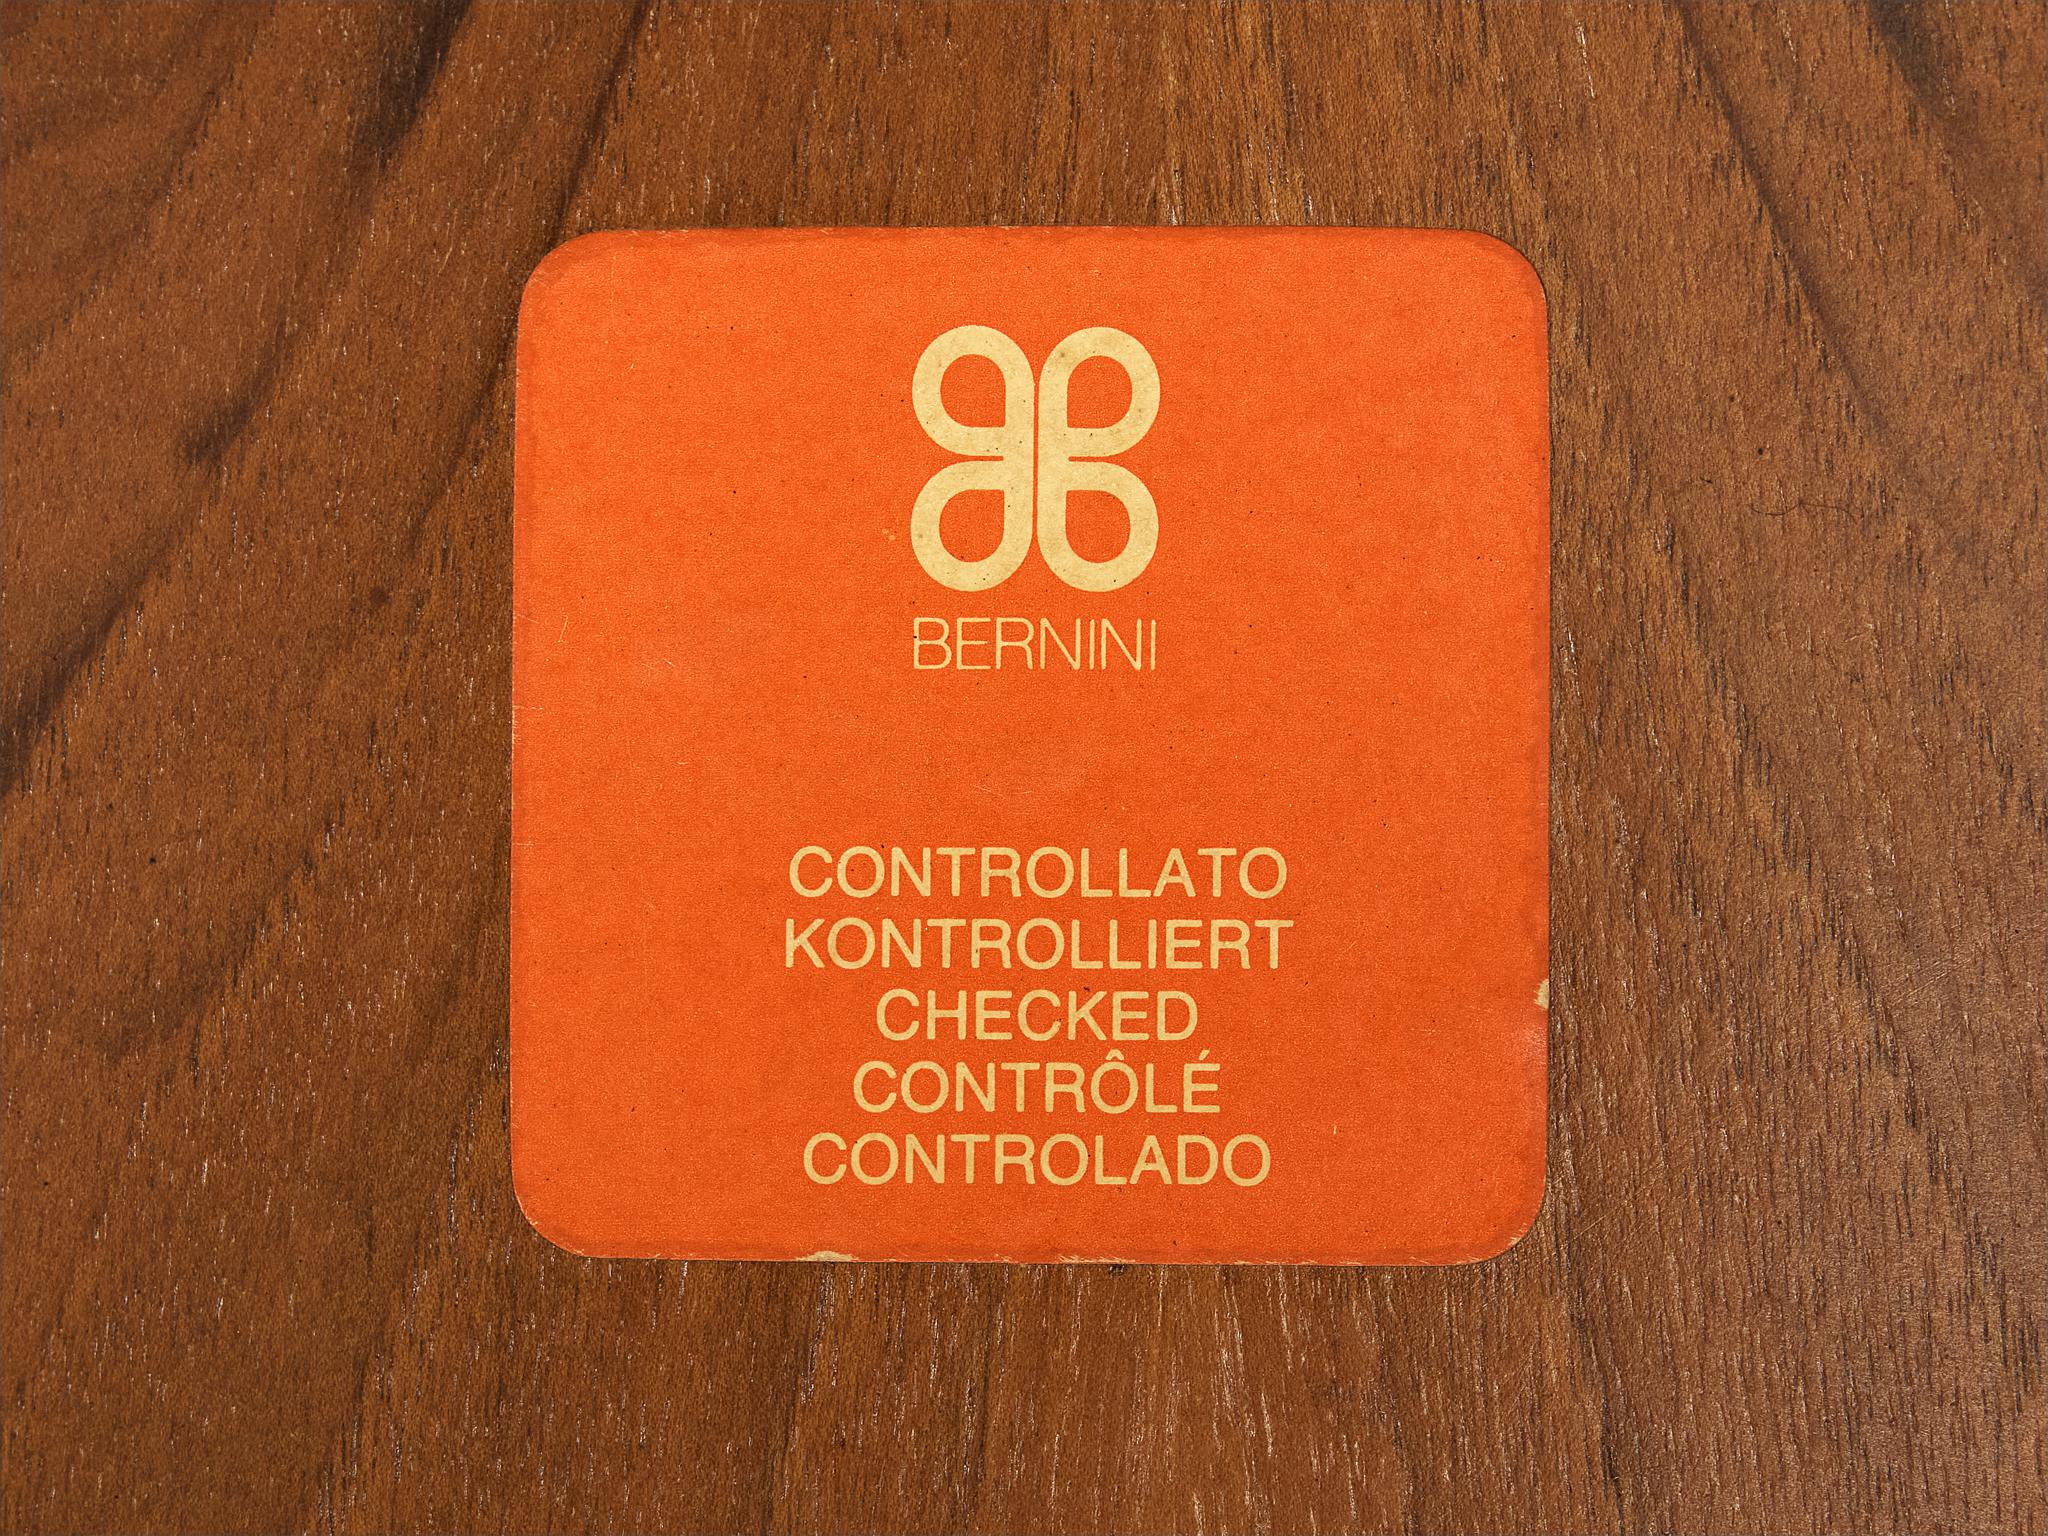 BERNINI
CONTROLLATO
KONTROLLIERT
CHECKED
CONTRÔLÉ
CONTROLADO